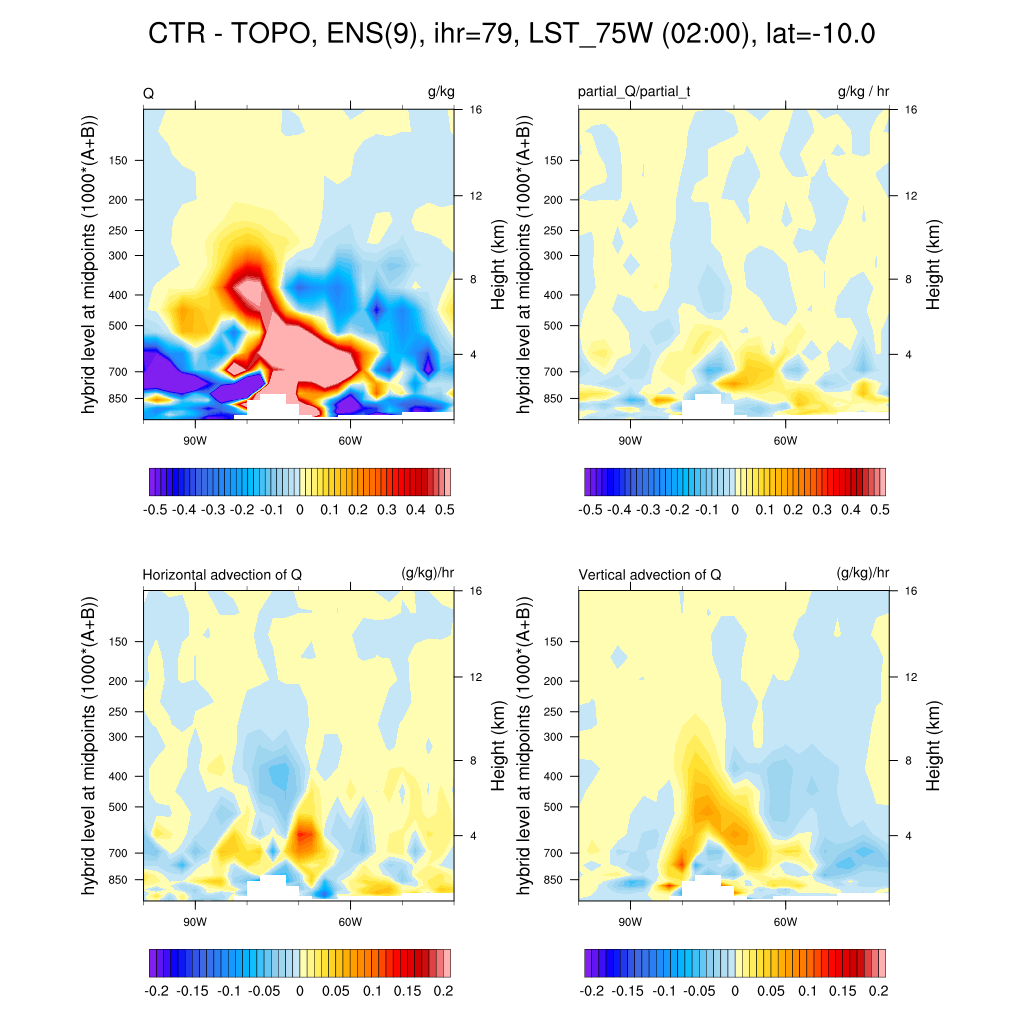 CTR - TOPO, ENS(9), ihr=79, LST_75W (02:00), lat=-10.0
Q g/kg
hybrid level at midpoints (1000*(A+B))
150
200
250
300
400
500
700
850
16
12
8
4
Height (km)
90W 60W
-0.5 -0.4 -0.3 -0.2 -0.1 0 0.1 0.2 0.3 0.4 0.5
partial_Q/partial_t g/kg / hr
hybrid level at midpoints (1000*(A+B))
150
200
250
300
400
500
700
850
16
12
8
4
Height (km)
90W 60W
-0.5 -0.4 -0.3 -0.2 -0.1 0 0.1 0.2 0.3 0.4 0.5
Horizontal advection of Q (g/kg)/hr
hybrid level at midpoints (1000*(A+B))
150
200
250
300
400
500
700
850
16
12
8
4
Height (km)
90W 60W
-0.2 -0.15 -0.1 -0.05 0 0.05 0.1 0.15 0.2
Vertical advection of Q (g/kg)/hr
hybrid level at midpoints (1000*(A+B))
150
200
250
300
400
500
700
850
16
12
8
4
Height (km)
90W 60W
-0.2 -0.15 -0.1 -0.05 0 0.05 0.1 0.15 0.2